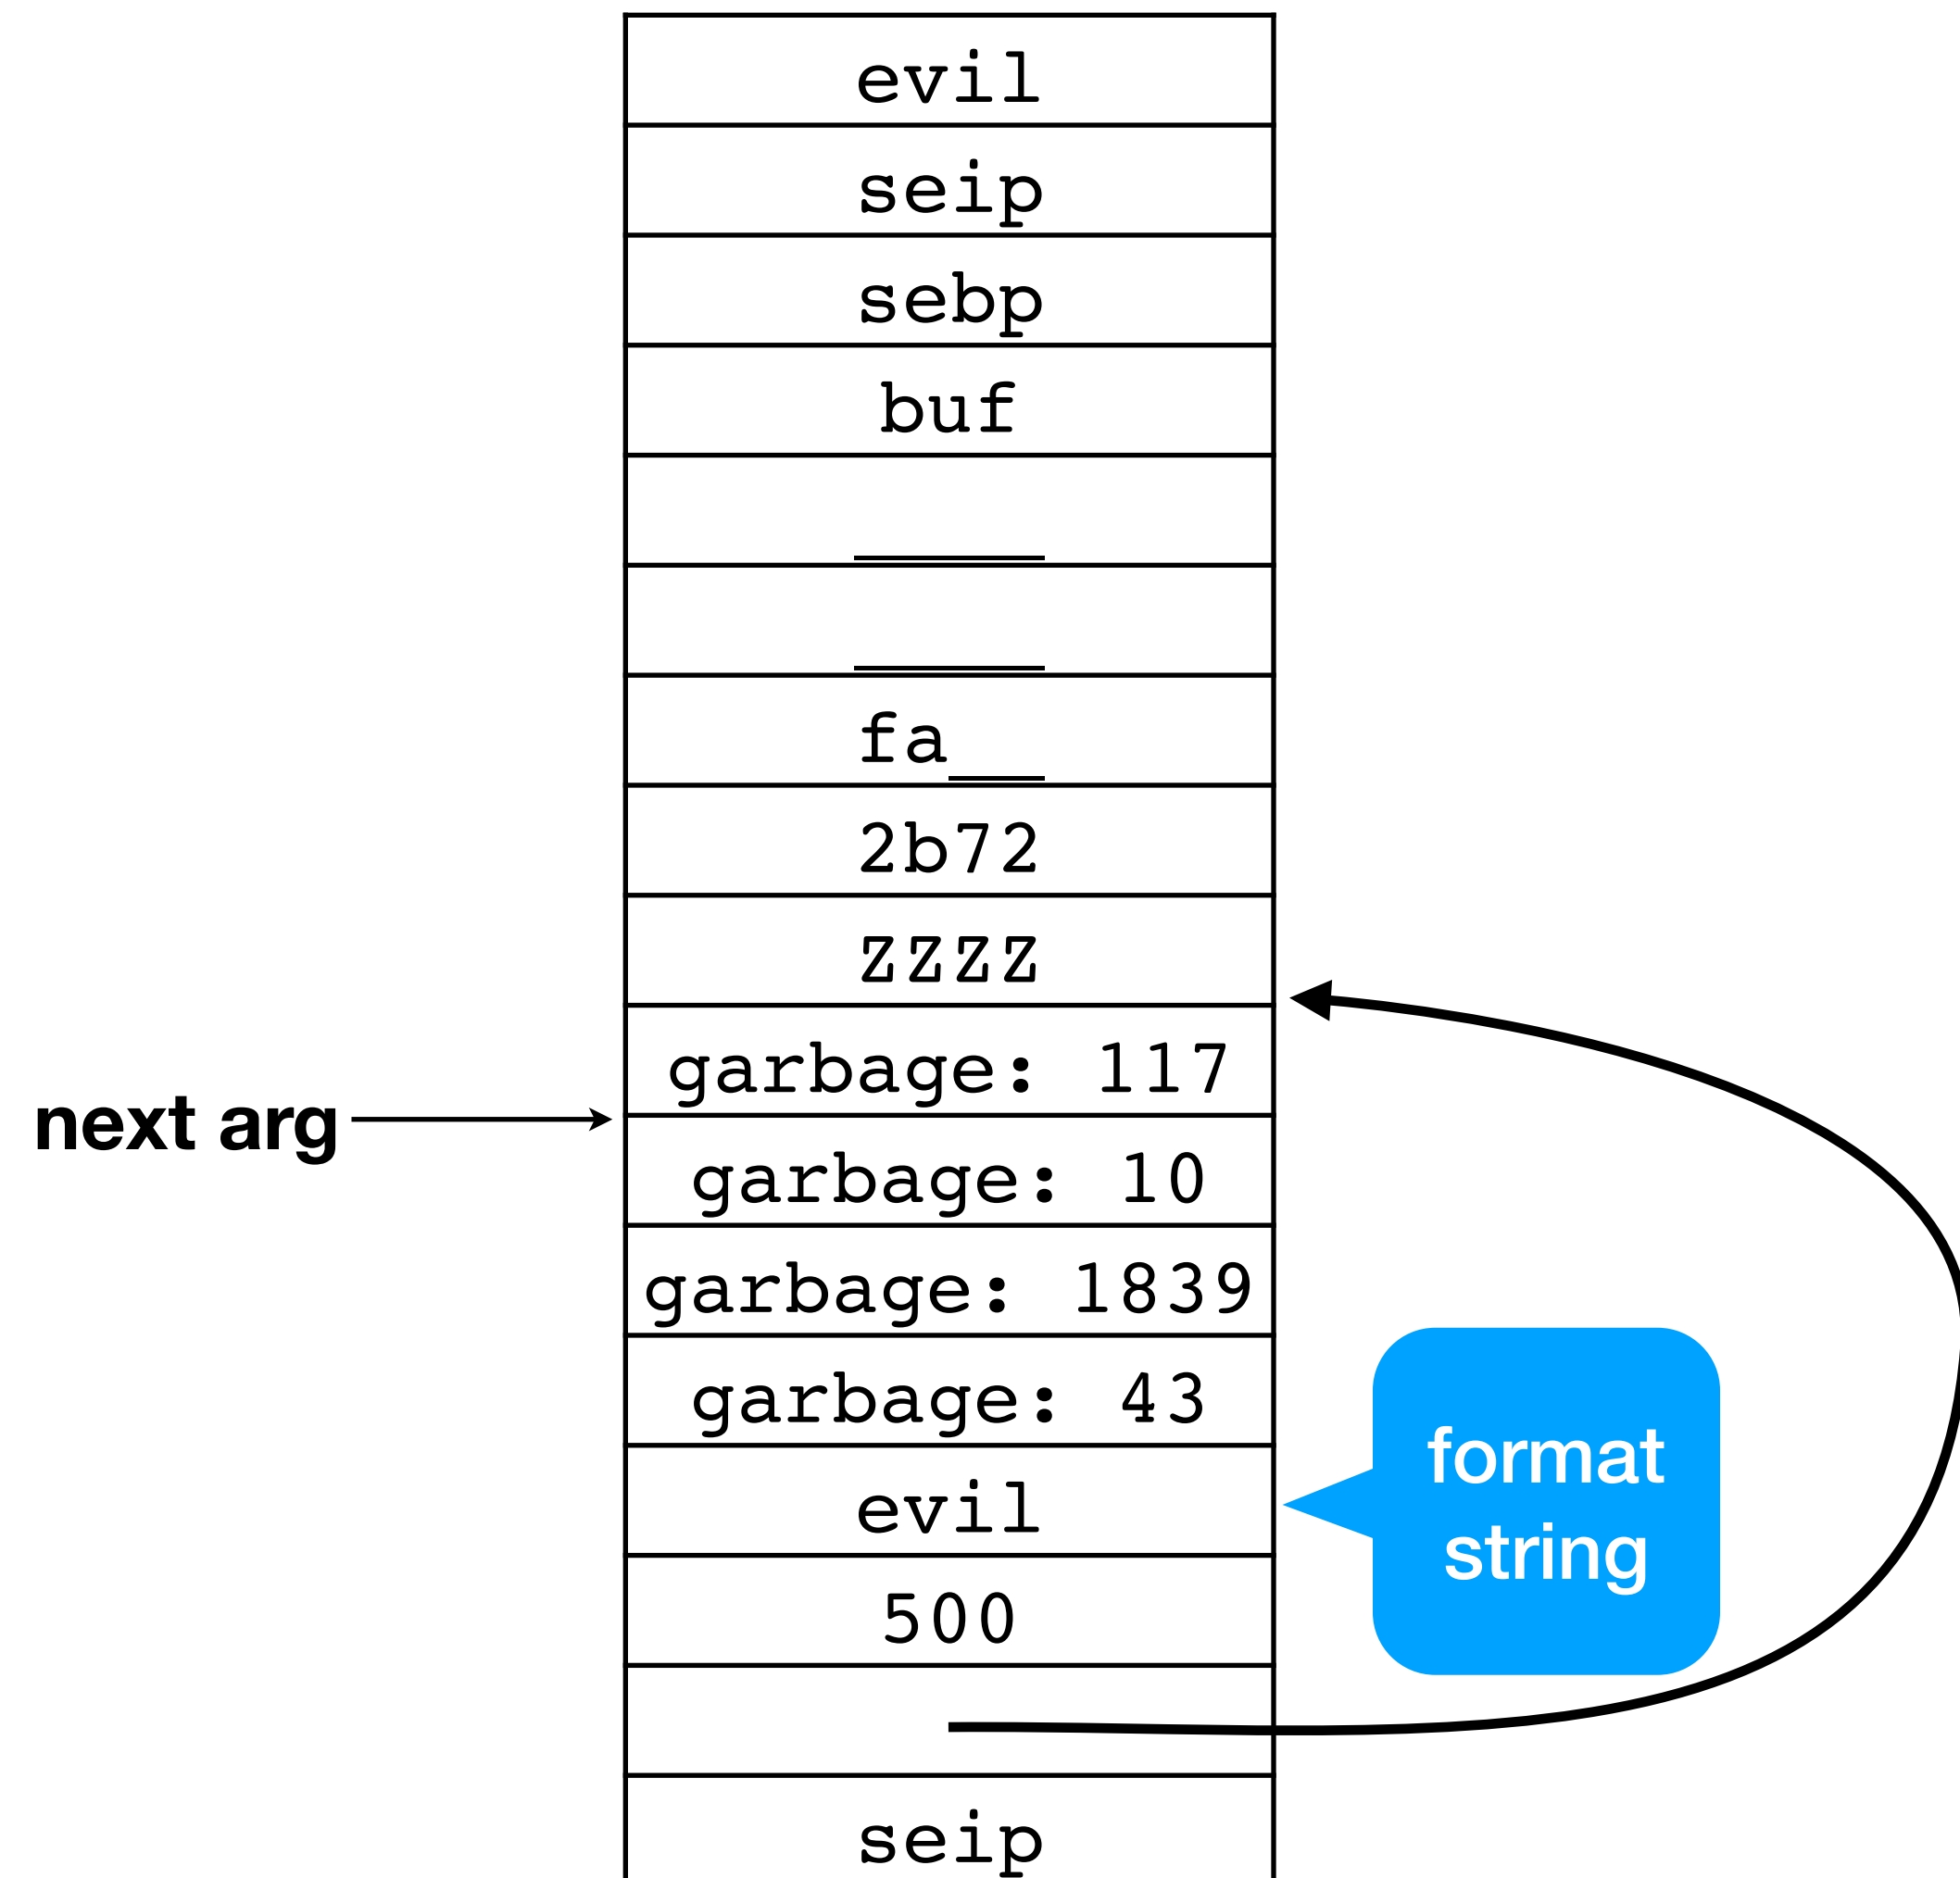 evil
seip
sebp
buf
____
____
fa__
2b72
zzzz
garbage: 117
next arg
garbage: 10
garbage: 1839
garbage: 43
evil
format
string
500
seip